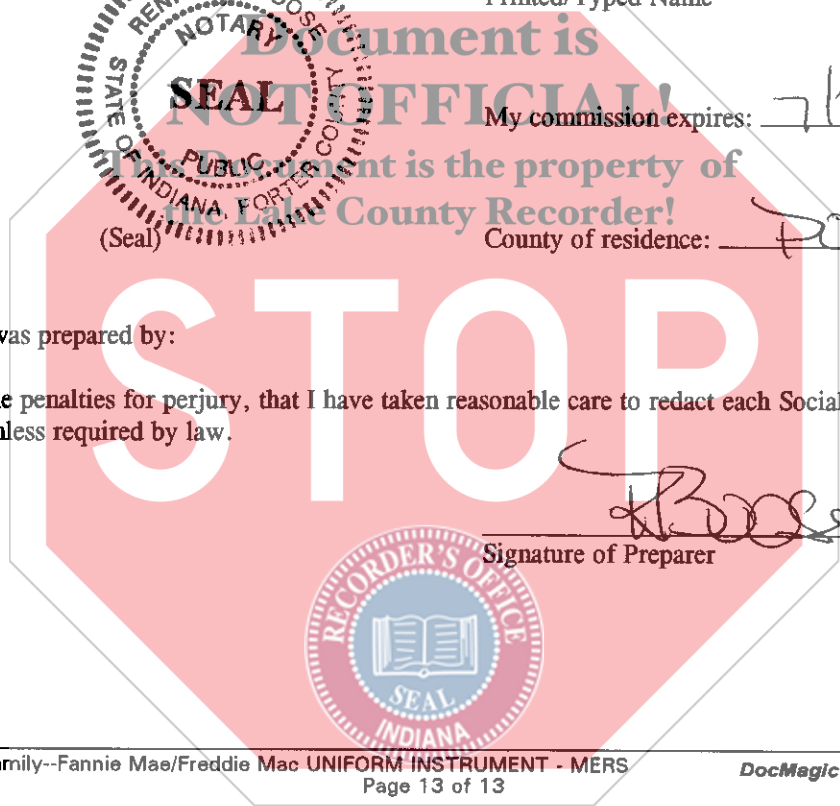 Printed/Typed Name
NOTARY
SEAL
PUBLIC
STATE OF INDIANA, PORTER COUNTY
Document is
NOT OFFICIAL!
This Document is the property of
the Lake County Recorder!
My commission expires:
(Seal)
County of residence:
STOP
was prepared by:
penalties for perjury, that I have taken reasonable care to redact each Social
required by law.
Signature of Preparer
RECORDER'S OFFICE
SEAL
INDIANA
Fannie Mae/Freddie Mac UNIFORM INSTRUMENT - MERS
DocMagic
Page 13 of 13